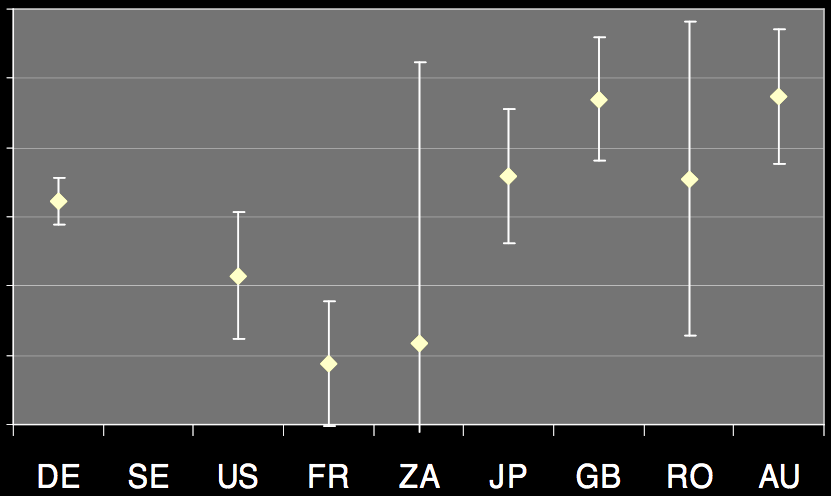 DE SE US FR ZA JP GB RO AU